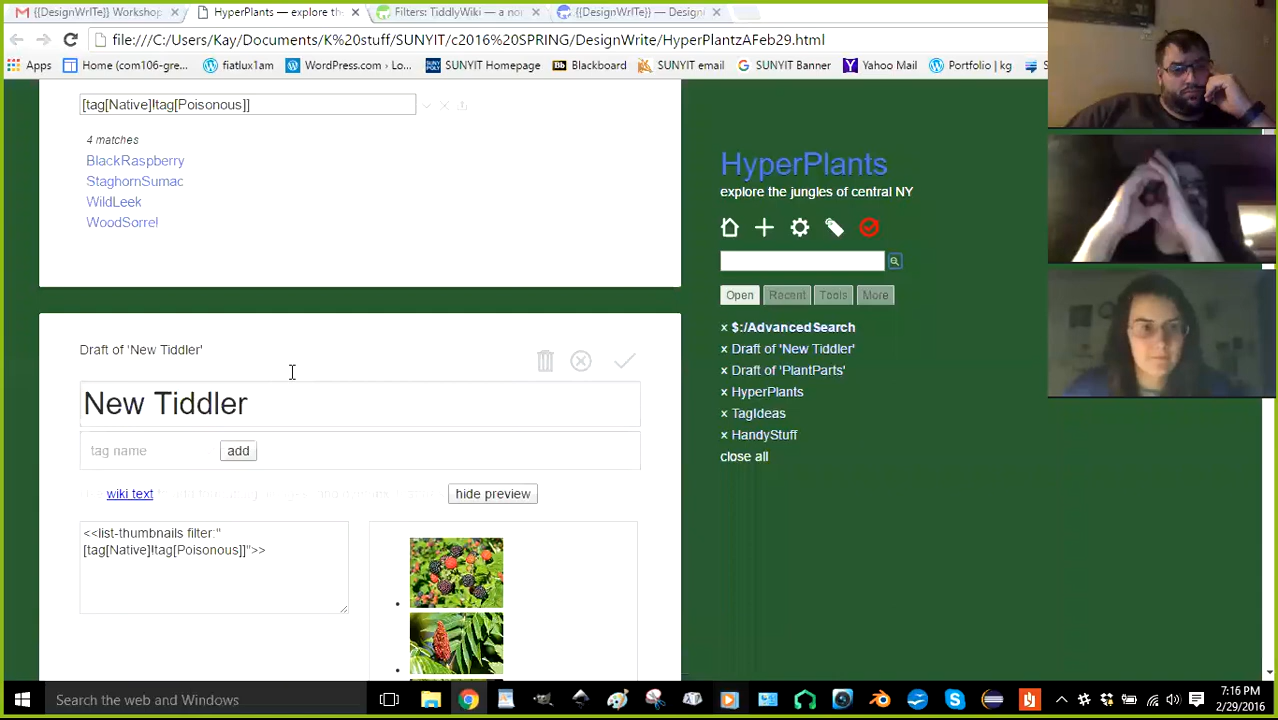 {{DesignWrITe}} Workshop
HyperPlants — explore the
Filters: TiddlyWiki — a no
{{DesignWrITe}} — Design
file:///C:/Users/Kay/Documents/K%20stuff/SUNYIT/c2016%20SPRING/DesignWrite/HyperPlantzAFeb29.html
Apps
Home (com106-gre
fiatlux1am
WordPress.com / Res
SUNYIT Homepage
Bb Blackboard
SUNYIT email
SUNYIT Banner
Yahoo Mail
Portfolio | kg
[tag[Native]!tag[Poisonous]]
4 matches
BlackRaspberry
StaghornSumac
WildLeek
WoodSorrel
Draft of 'New Tiddler'
New Tiddler
tag name
add
wiki text
hide preview
<<list-thumbnails filter:"
[tag[Native]!tag[Poisonous]]">>
HyperPlants
explore the jungles of central NY
Open
Recent
Tools
More
x $:/AdvancedSearch
x Draft of 'New Tiddler'
x Draft of 'PlantParts'
x HyperPlants
x TagIdeas
x HandyStuff
close all
Search the web and Windows
7:16 PM
2/29/2016